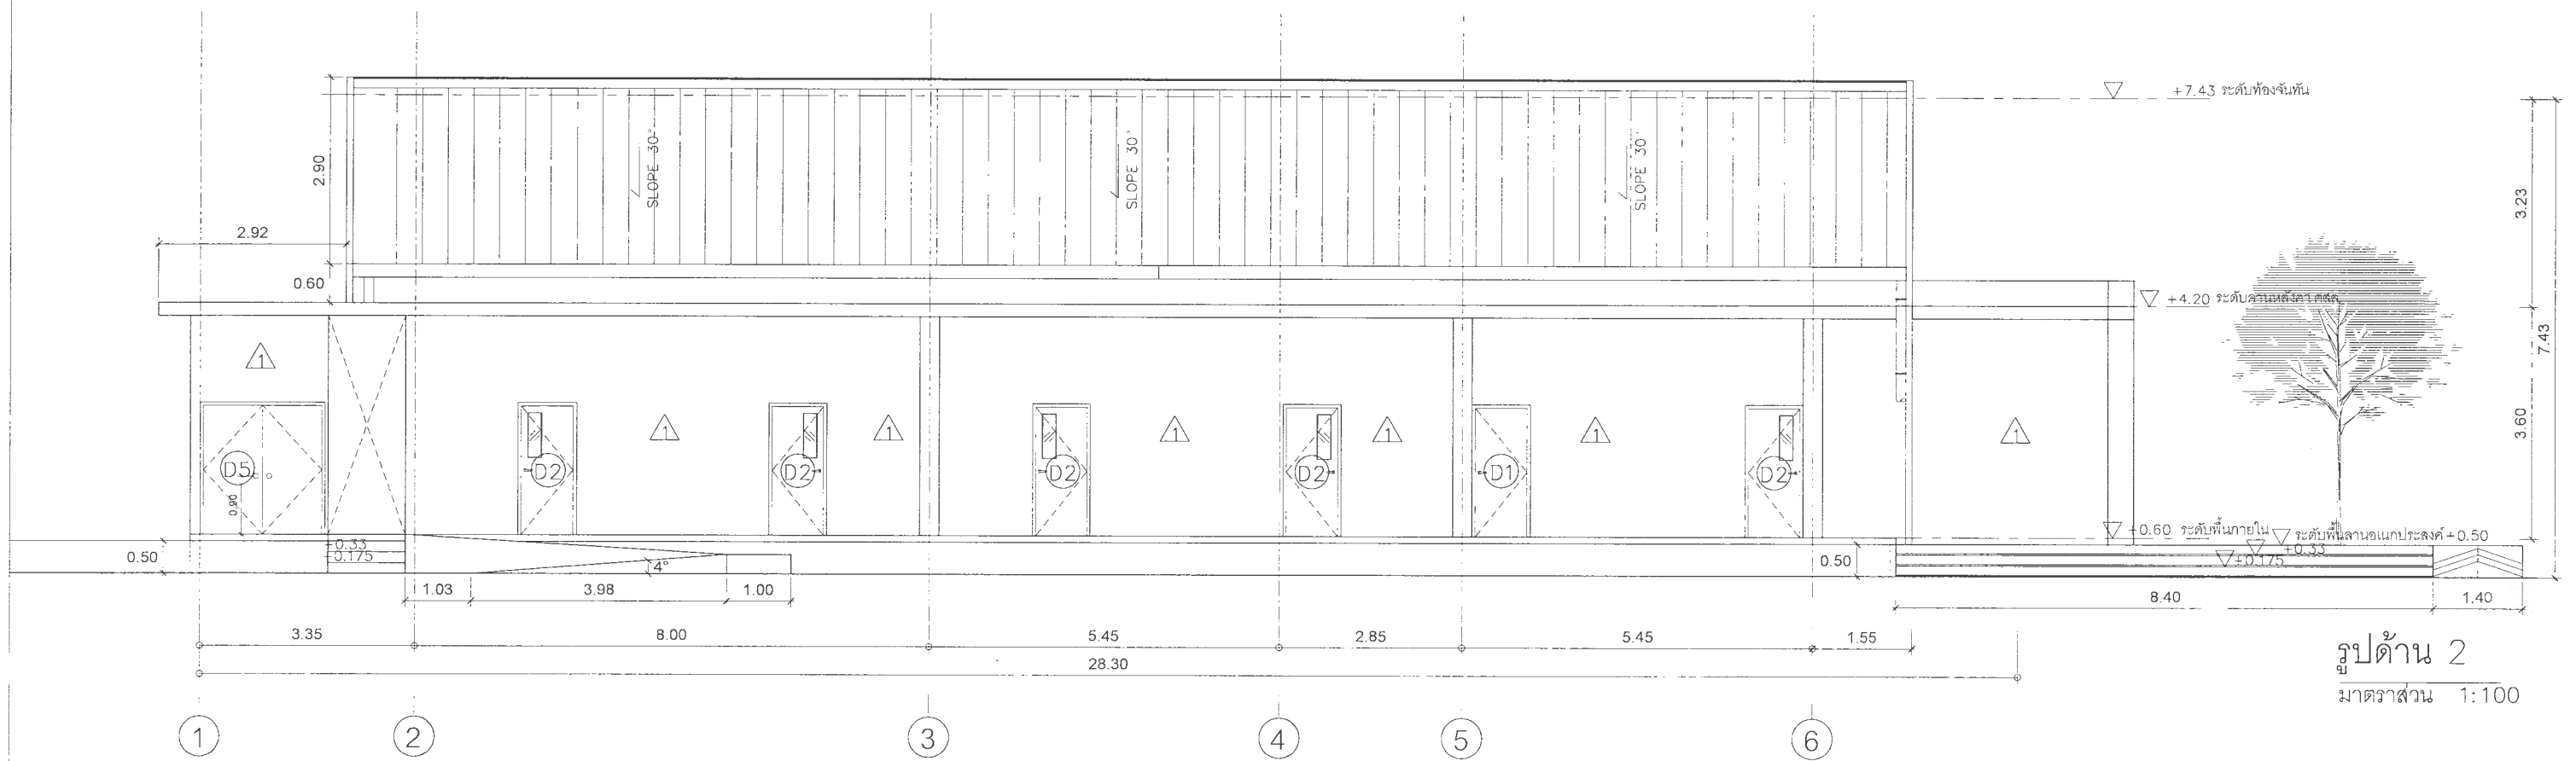 +7.43 ระดับท้องจันทัน
2.90
SLOPE 30°
SLOPE 30°
SLOPE 30°
3.23
2.92
0.60
+4.20 ระดับดานหลังคา คสล
7.43
1
3.60
1
1
1
1
1
1
D5
D2
D2
D2
D2
D1
D2
0.90
+0.60 ระดับพื้นภายใน
ระดับพื้นลานอเนกประสงค์ +0.50
+0.33
+0.33
0.50
+0.175
4°
0.50
+0.175
1.03
3.98
1.00
8.40
1.40
3.35
8.00
5.45
2.85
5.45
1.55
28.30
รูปด้าน 2
มาตราส่วน 1:100
1
2
3
4
5
6